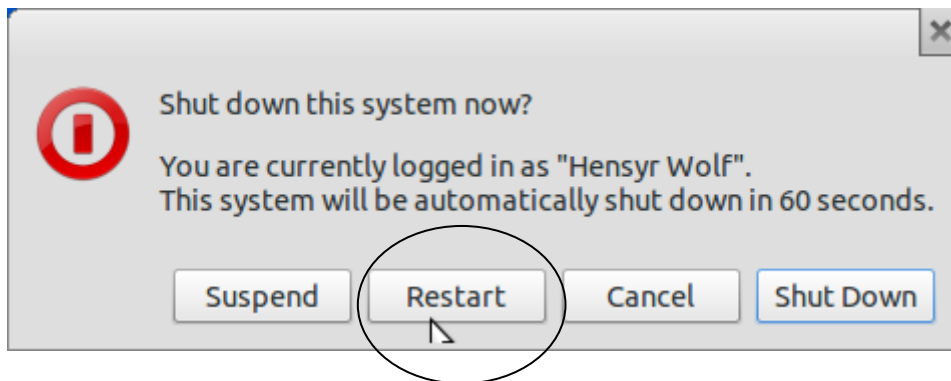 Shut down this system now?
You are currently logged in as "Hensyr Wolf".
This system will be automatically shut down in 60 seconds.
Suspend Restart Cancel Shut Down